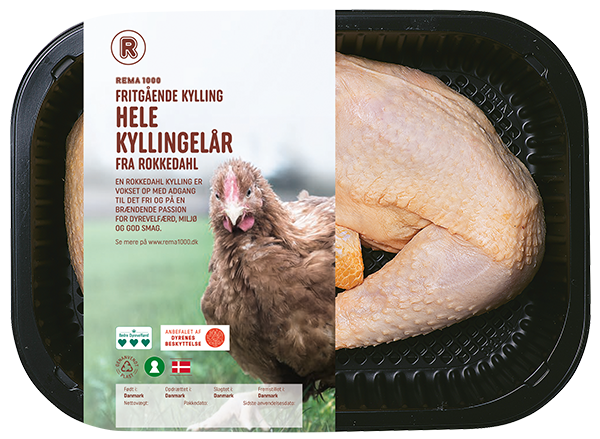 R
REMA 1000
FRITGÅENDE KYLLING
HELE
KYLLINGELÅR
FRA ROKKEDAHL
EN ROKKEDAHL KYLLING ER
VOKSET OP MED ADGANG
TIL DET FRI OG PÅ EN
BRÆNDENDE PASSION
FOR DYREVELFÆRD, MILJØ
OG GOD SMAG.
Se mere på www.rema1000.dk
Bedre Dyrevelfærd
ANBEFALET AF
DYRENES
BESKYTTELSE
GENANVENDT
PLAST
Født i: Opdrættet i: Slagtet i: Fremstillet i:
Danmark Danmark Danmark Danmark
Nettovægt: Pakkedato: Sidste anvendelsesdato: